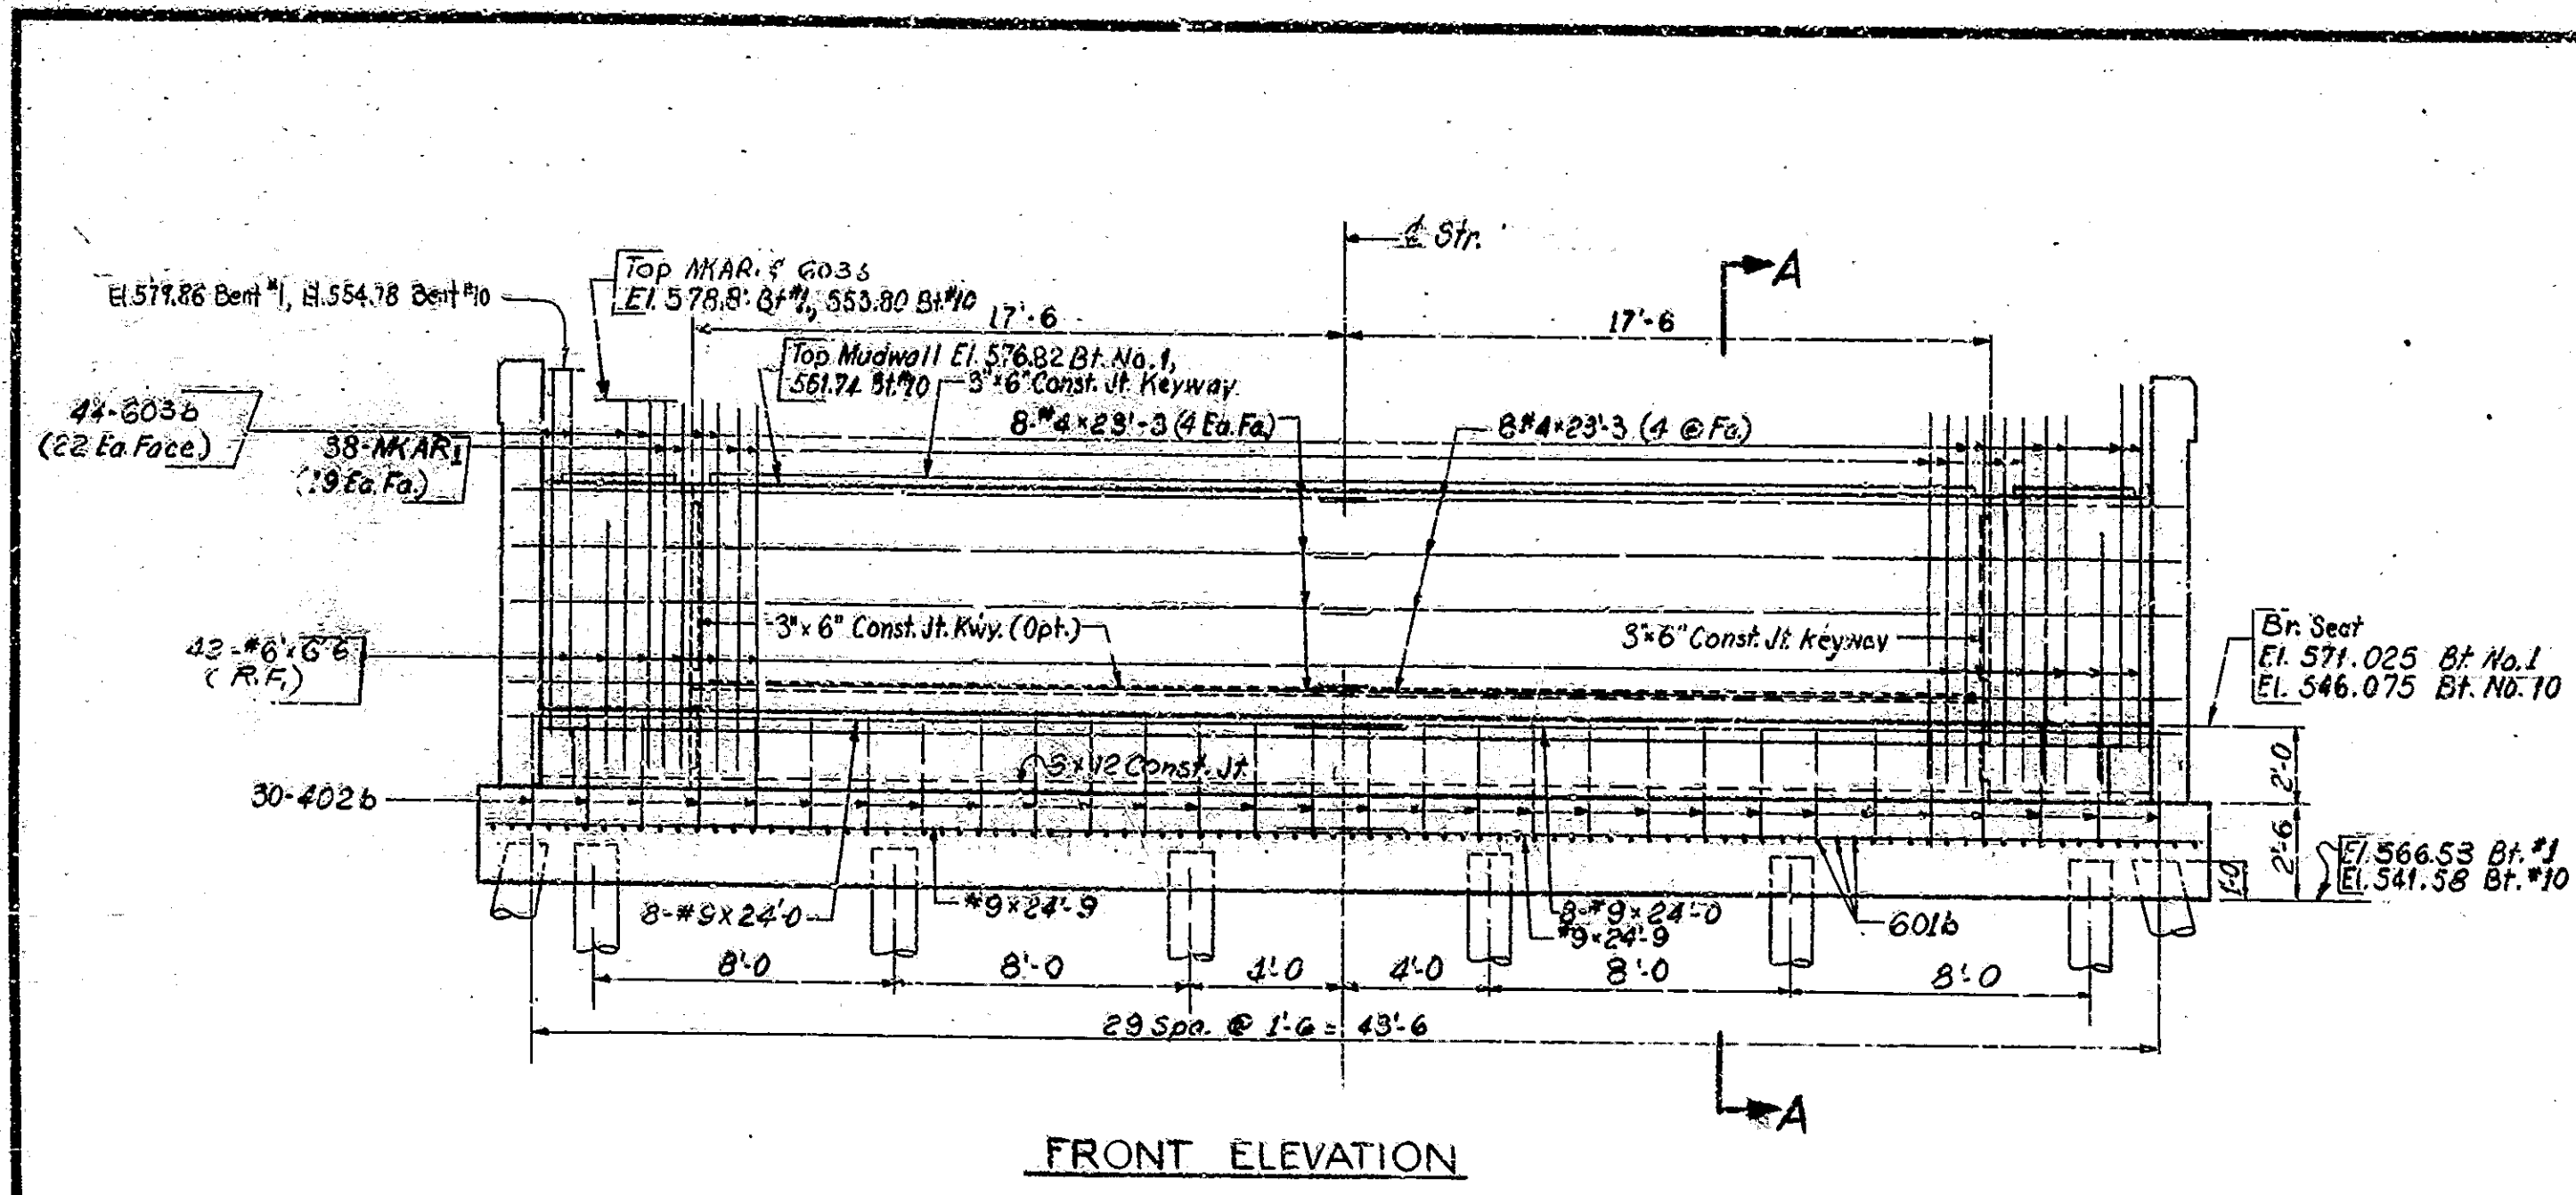 ₵ Str.
A
Top MKAR. & 603b
El. 578.8 Bt#1, 553.80 Bt#10
El. 579.86 Bent #1, El. 554.78 Bent #10
17'-6
17'-6
Top Mudwall El. 576.82 Bt. No. 1,
551.74 Bt#10
3"x6" Const. Jt. Keyway
44-603b
(22 Ea. Face)
8-#4x23'-3 (4 Ea. Fa.)
8#4x23'-3 (4 @ Fa.)
38-MKAR1
(19 Ea. Fa.)
3"x6" Const. Jt. Kwy. (Opt.)
3"x6" Const. Jt. Keyway
Br. Seat
El. 571.025 Bt. No. 1
El. 546.075 Bt. No. 10
43-#6x6'6
(R.F.)
3x12 Const. Jt.
2'-0
30-402b
2'-6
1'-0
El. 566.53 Bt. #1
El. 541.58 Bt. #10
8-#9x24'-0
#9x24'-9
8-#9x24'-0
#9x24'-9
601b
8'-0
8'-0
4'-0
4'-0
8'-0
8'-0
29 Spa. @ 1'-6 = 43'-6
A
FRONT ELEVATION